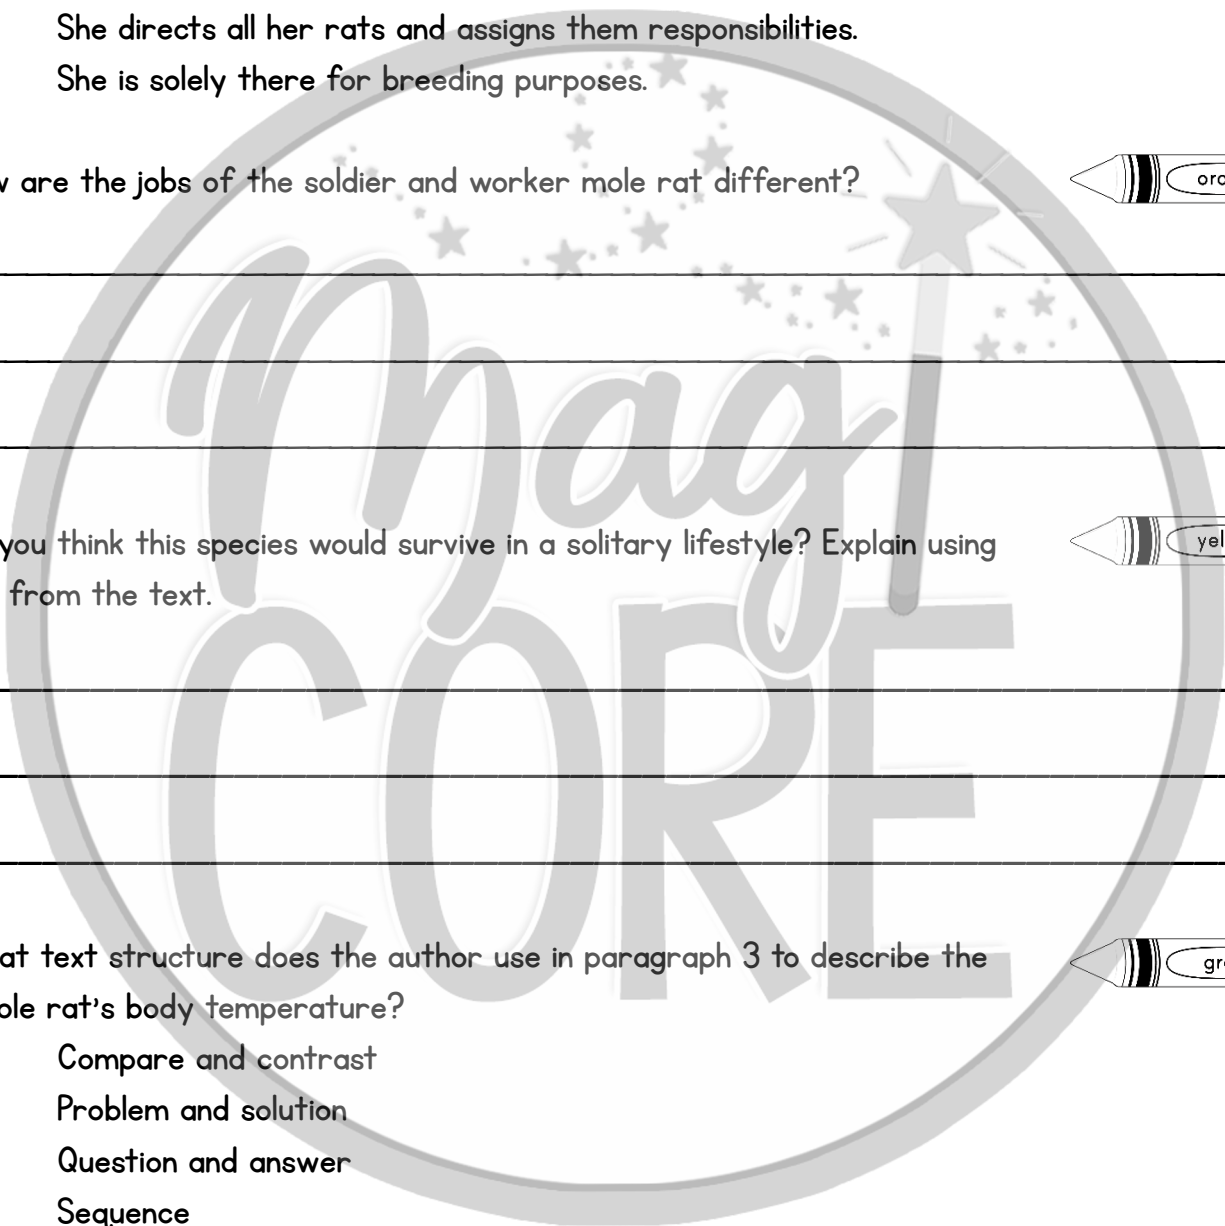 She directs all her rats and assigns them responsibilities.
She is solely there for breeding purposes.
w are the jobs of the soldier and worker mole rat different?
ora
you think this species would survive in a solitary lifestyle? Explain using
yel
from the text.
Mag
CORE
at text structure does the author use in paragraph 3 to describe the
gr
ole rat's body temperature?
Compare and contrast
Problem and solution
Question and answer
Sequence